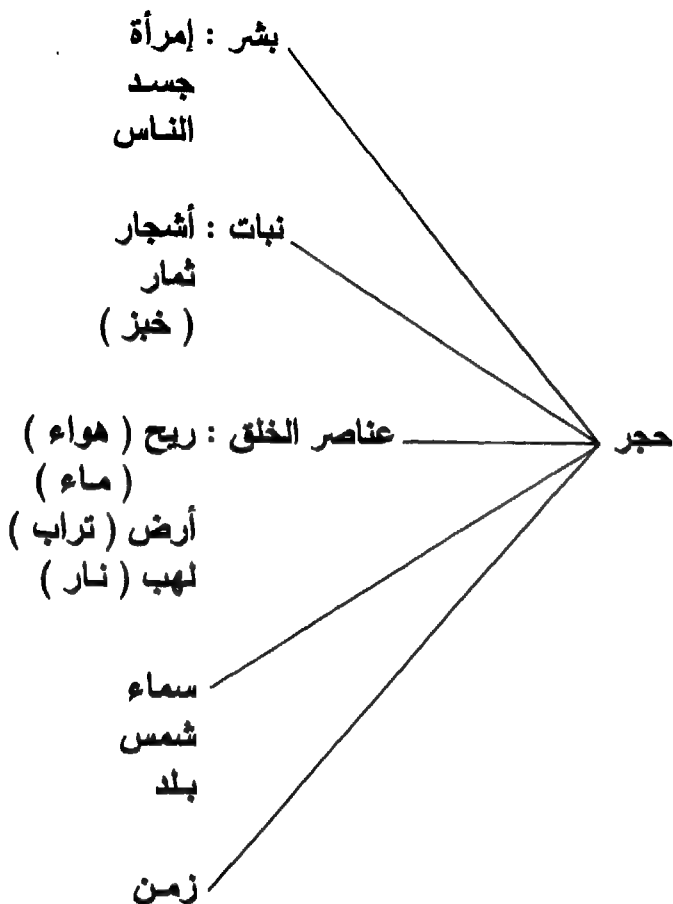 بشر : إمرأة
جسد
الناس
نبات : أشجار
ثمار
( خبز )
حجر
عناصر الخلق : ريح ( هواء )
( ماء )
أرض ( تراب )
لهب ( نار )
سماء
شمس
بلد
زمن